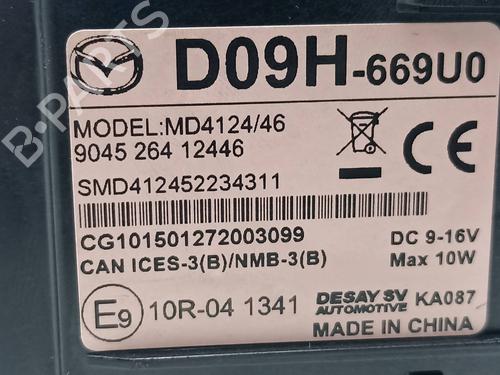 D09H-669U0
MODEL:MD4124/46
9045 264 12446
SMD412452234311
CG101501272003099
DC 9-16V
CAN ICES-3(B)/NMB-3(B)
Max 10W
E9
10R-04 1341
DESAY SV
AUTOMOTIVE
KA087
MADE IN CHINA
B-PARTS